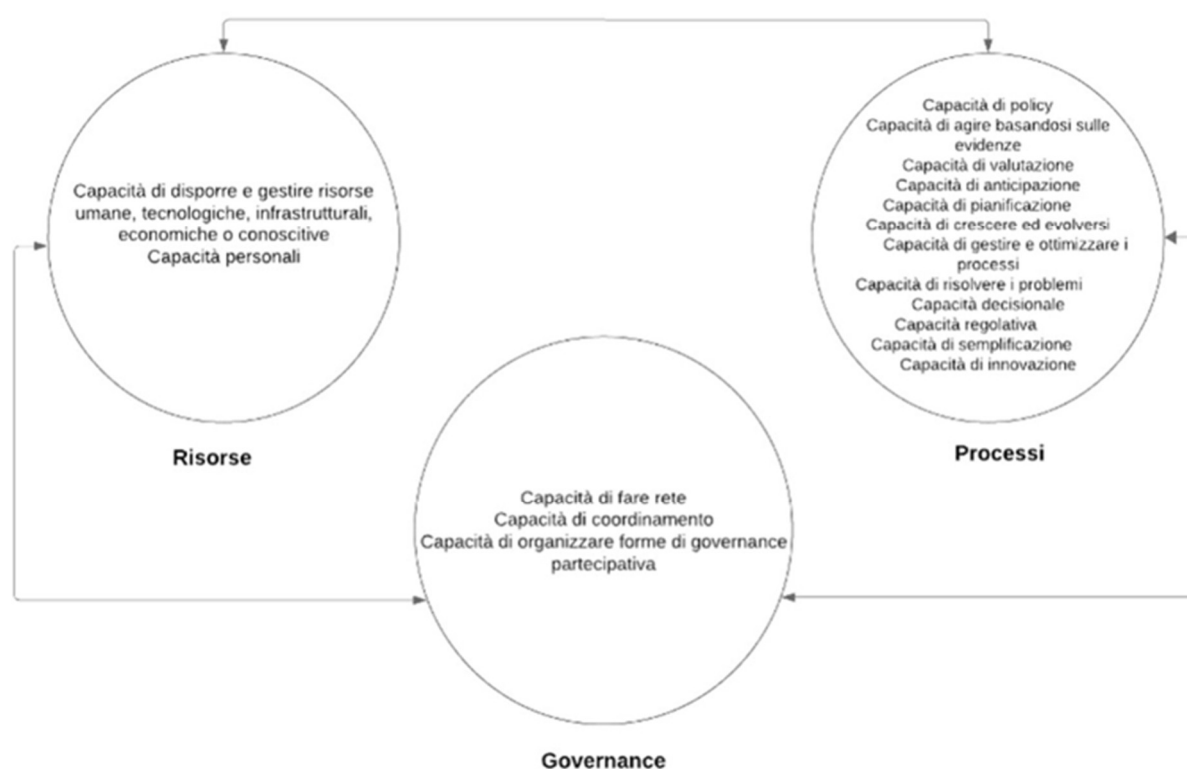 Capacità di disporre e gestire risorse
umane, tecnologiche, infrastrutturali,
economiche o conoscitive
Capacità personali
Risorse
Capacità di policy
Capacità di agire basandosi sulle
evidenze
Capacità di valutazione
Capacità di anticipazione
Capacità di pianificazione
Capacità di crescere ed evolversi
Capacità di gestire e ottimizzare i
processi
Capacità di risolvere i problemi
Capacità decisionale
Capacità regolativa
Capacità di semplificazione
Capacità di innovazione
Processi
Capacità di fare rete
Capacità di coordinamento
Capacità di organizzare forme di governance
partecipativa
Governance